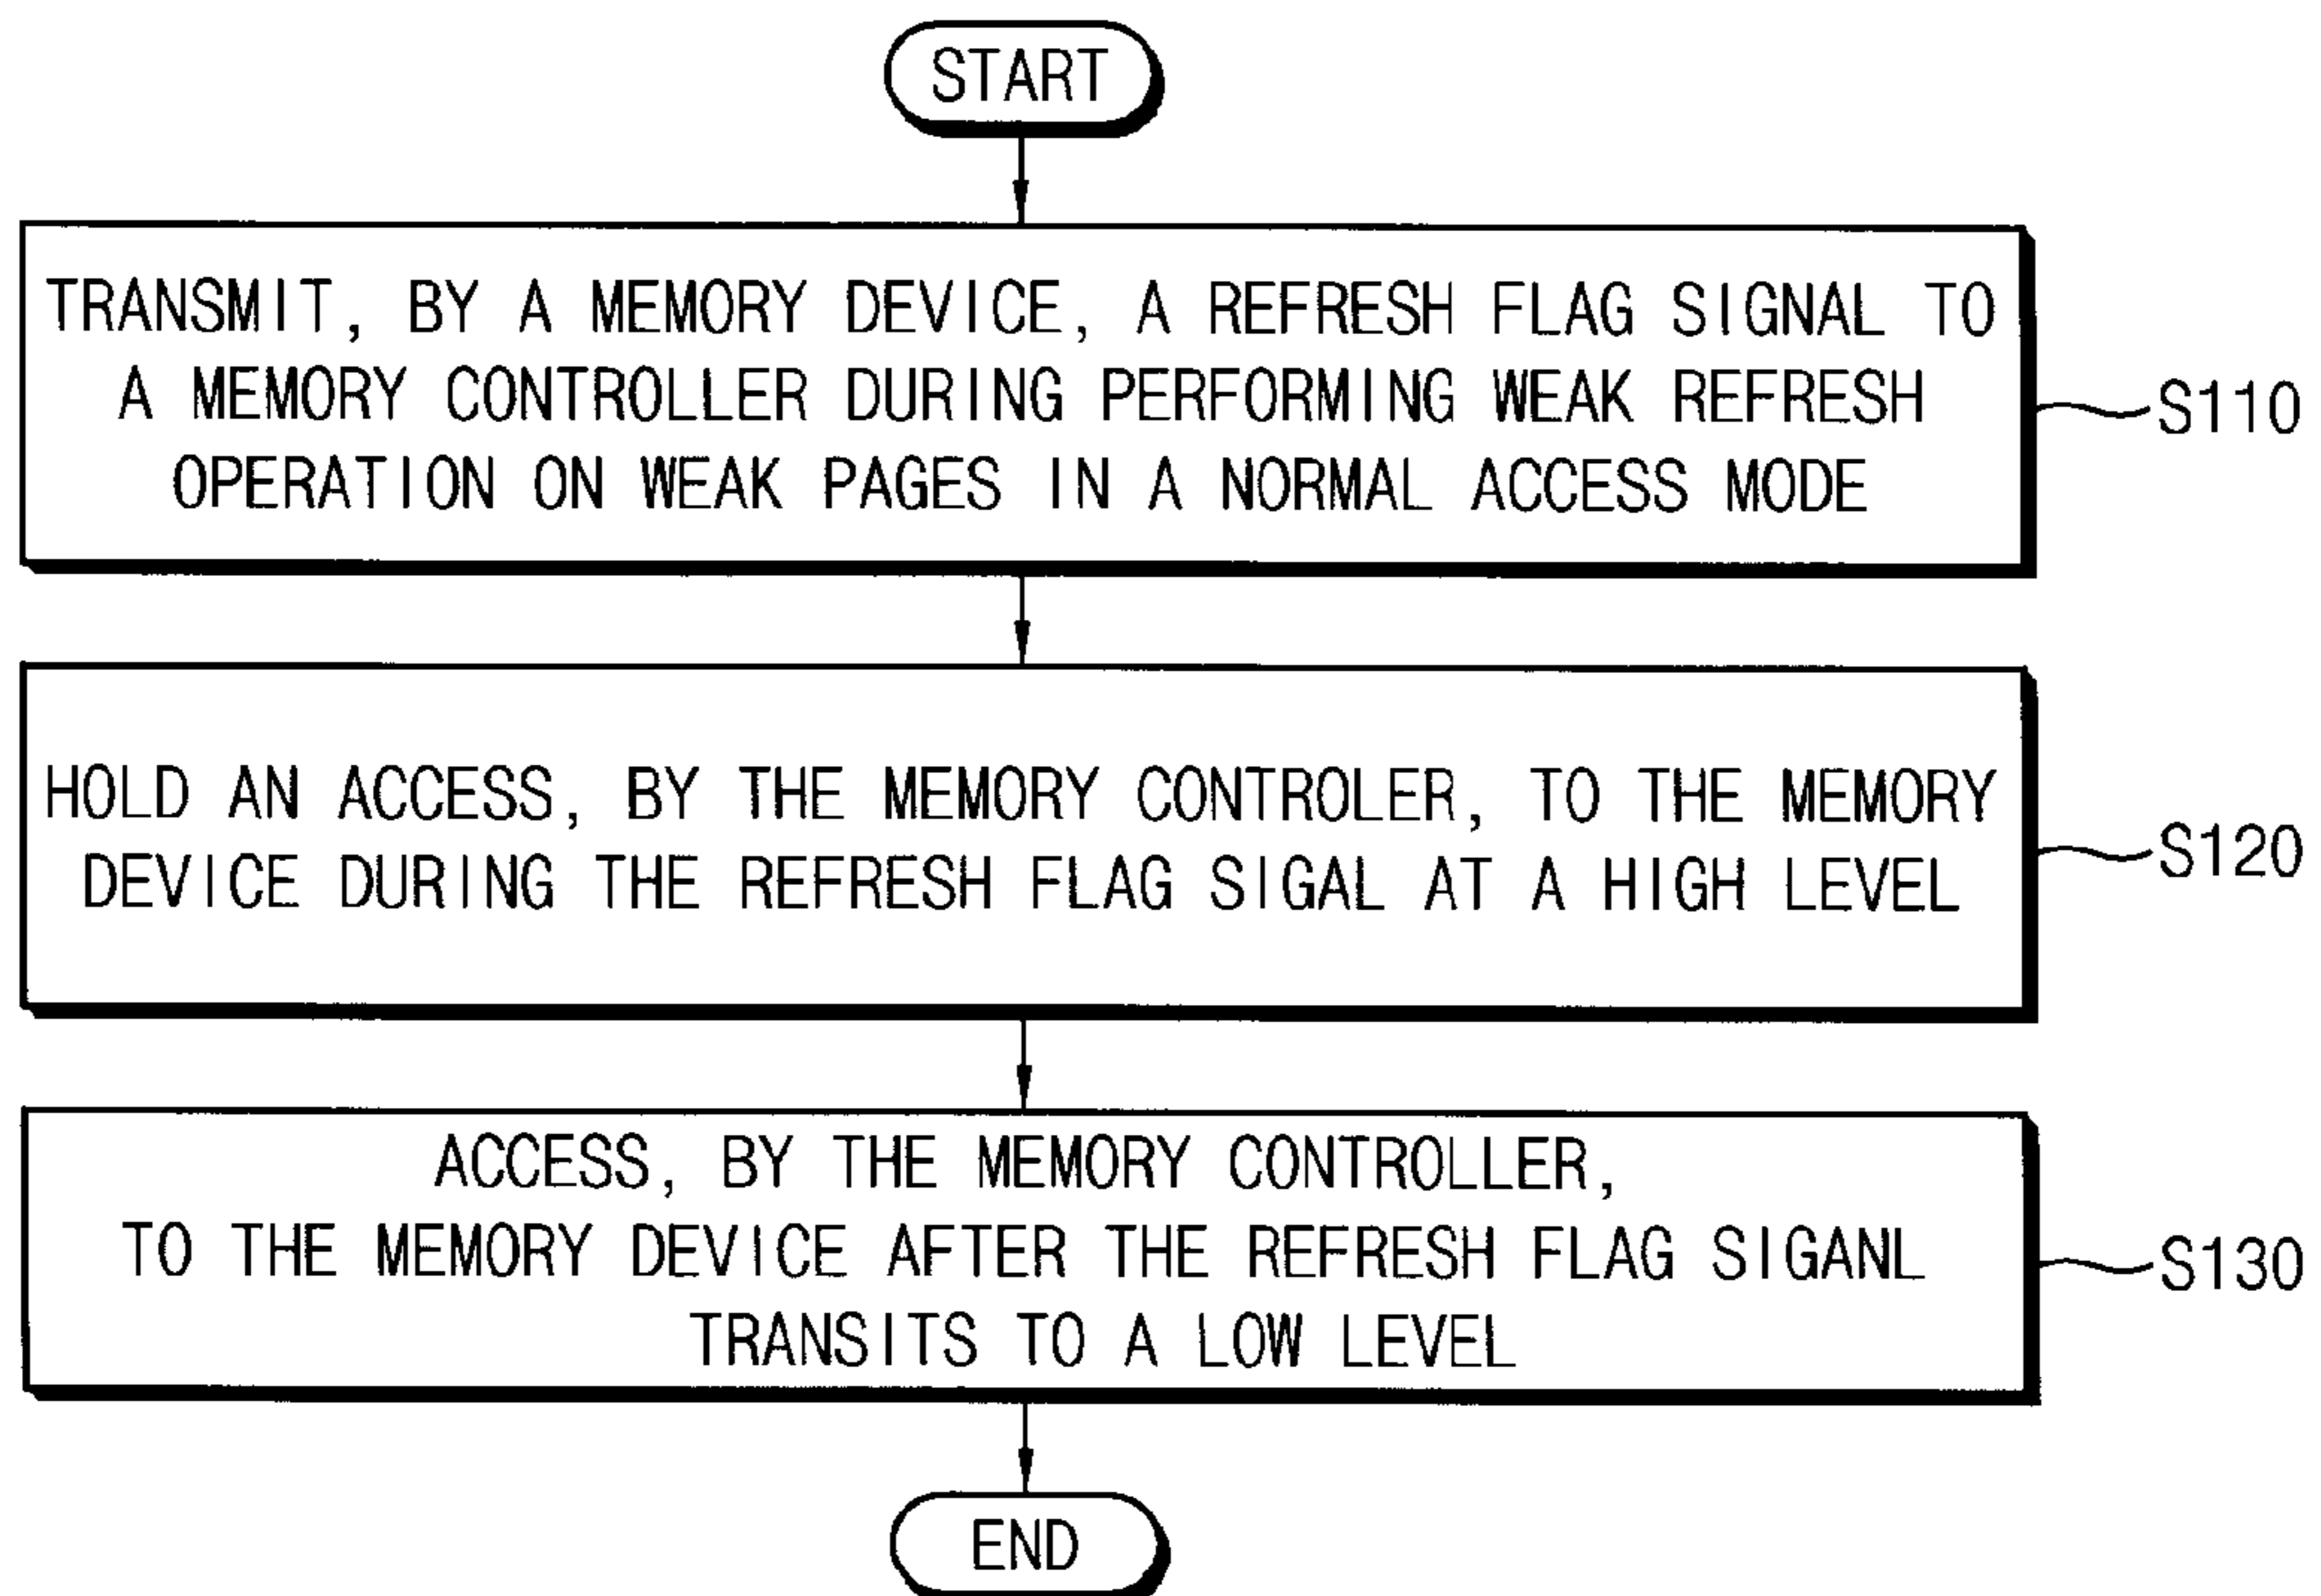 START
TRANSMIT, BY A MEMORY DEVICE, A REFRESH FLAG SIGNAL TO
A MEMORY CONTROLLER DURING PERFORMING WEAK REFRESH
OPERATION ON WEAK PAGES IN A NORMAL ACCESS MODE
S110
HOLD AN ACCESS, BY THE MEMORY CONTROLER, TO THE MEMORY
DEVICE DURING THE REFRESH FLAG SIGAL AT A HIGH LEVEL
S120
ACCESS, BY THE MEMORY CONTROLLER,
TO THE MEMORY DEVICE AFTER THE REFRESH FLAG SIGANL
TRANSITS TO A LOW LEVEL
S130
END